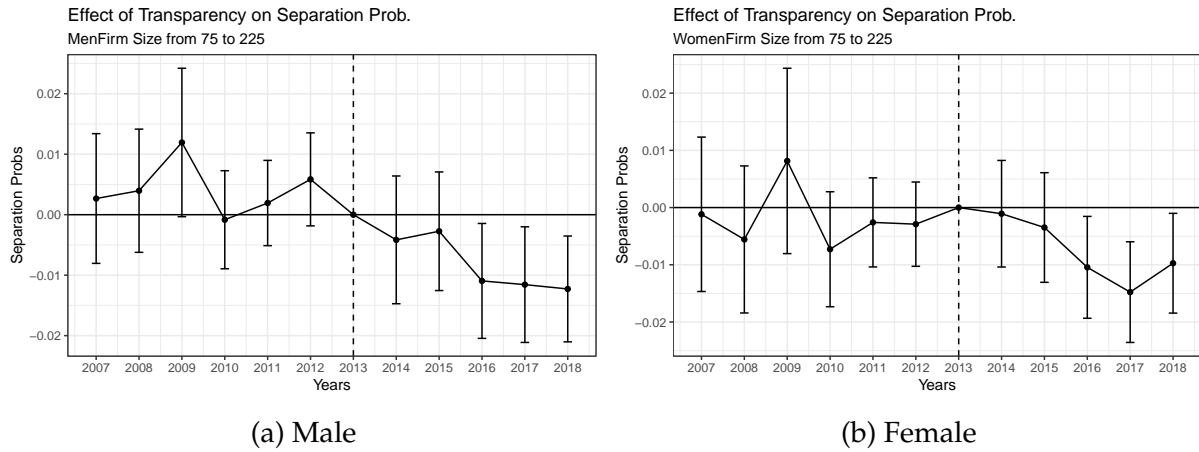 Effect of Transparency on Separation Prob.
MenFirm Size from 75 to 225
0.02
0.01
0.00
−0.01
−0.02
Separation Probs
2007 2008 2009 2010 2011 2012 2013 2014 2015 2016 2017 2018
Years
(a) Male
Effect of Transparency on Separation Prob.
WomenFirm Size from 75 to 225
0.02
0.01
0.00
−0.01
−0.02
Separation Probs
2007 2008 2009 2010 2011 2012 2013 2014 2015 2016 2017 2018
Years
(b) Female